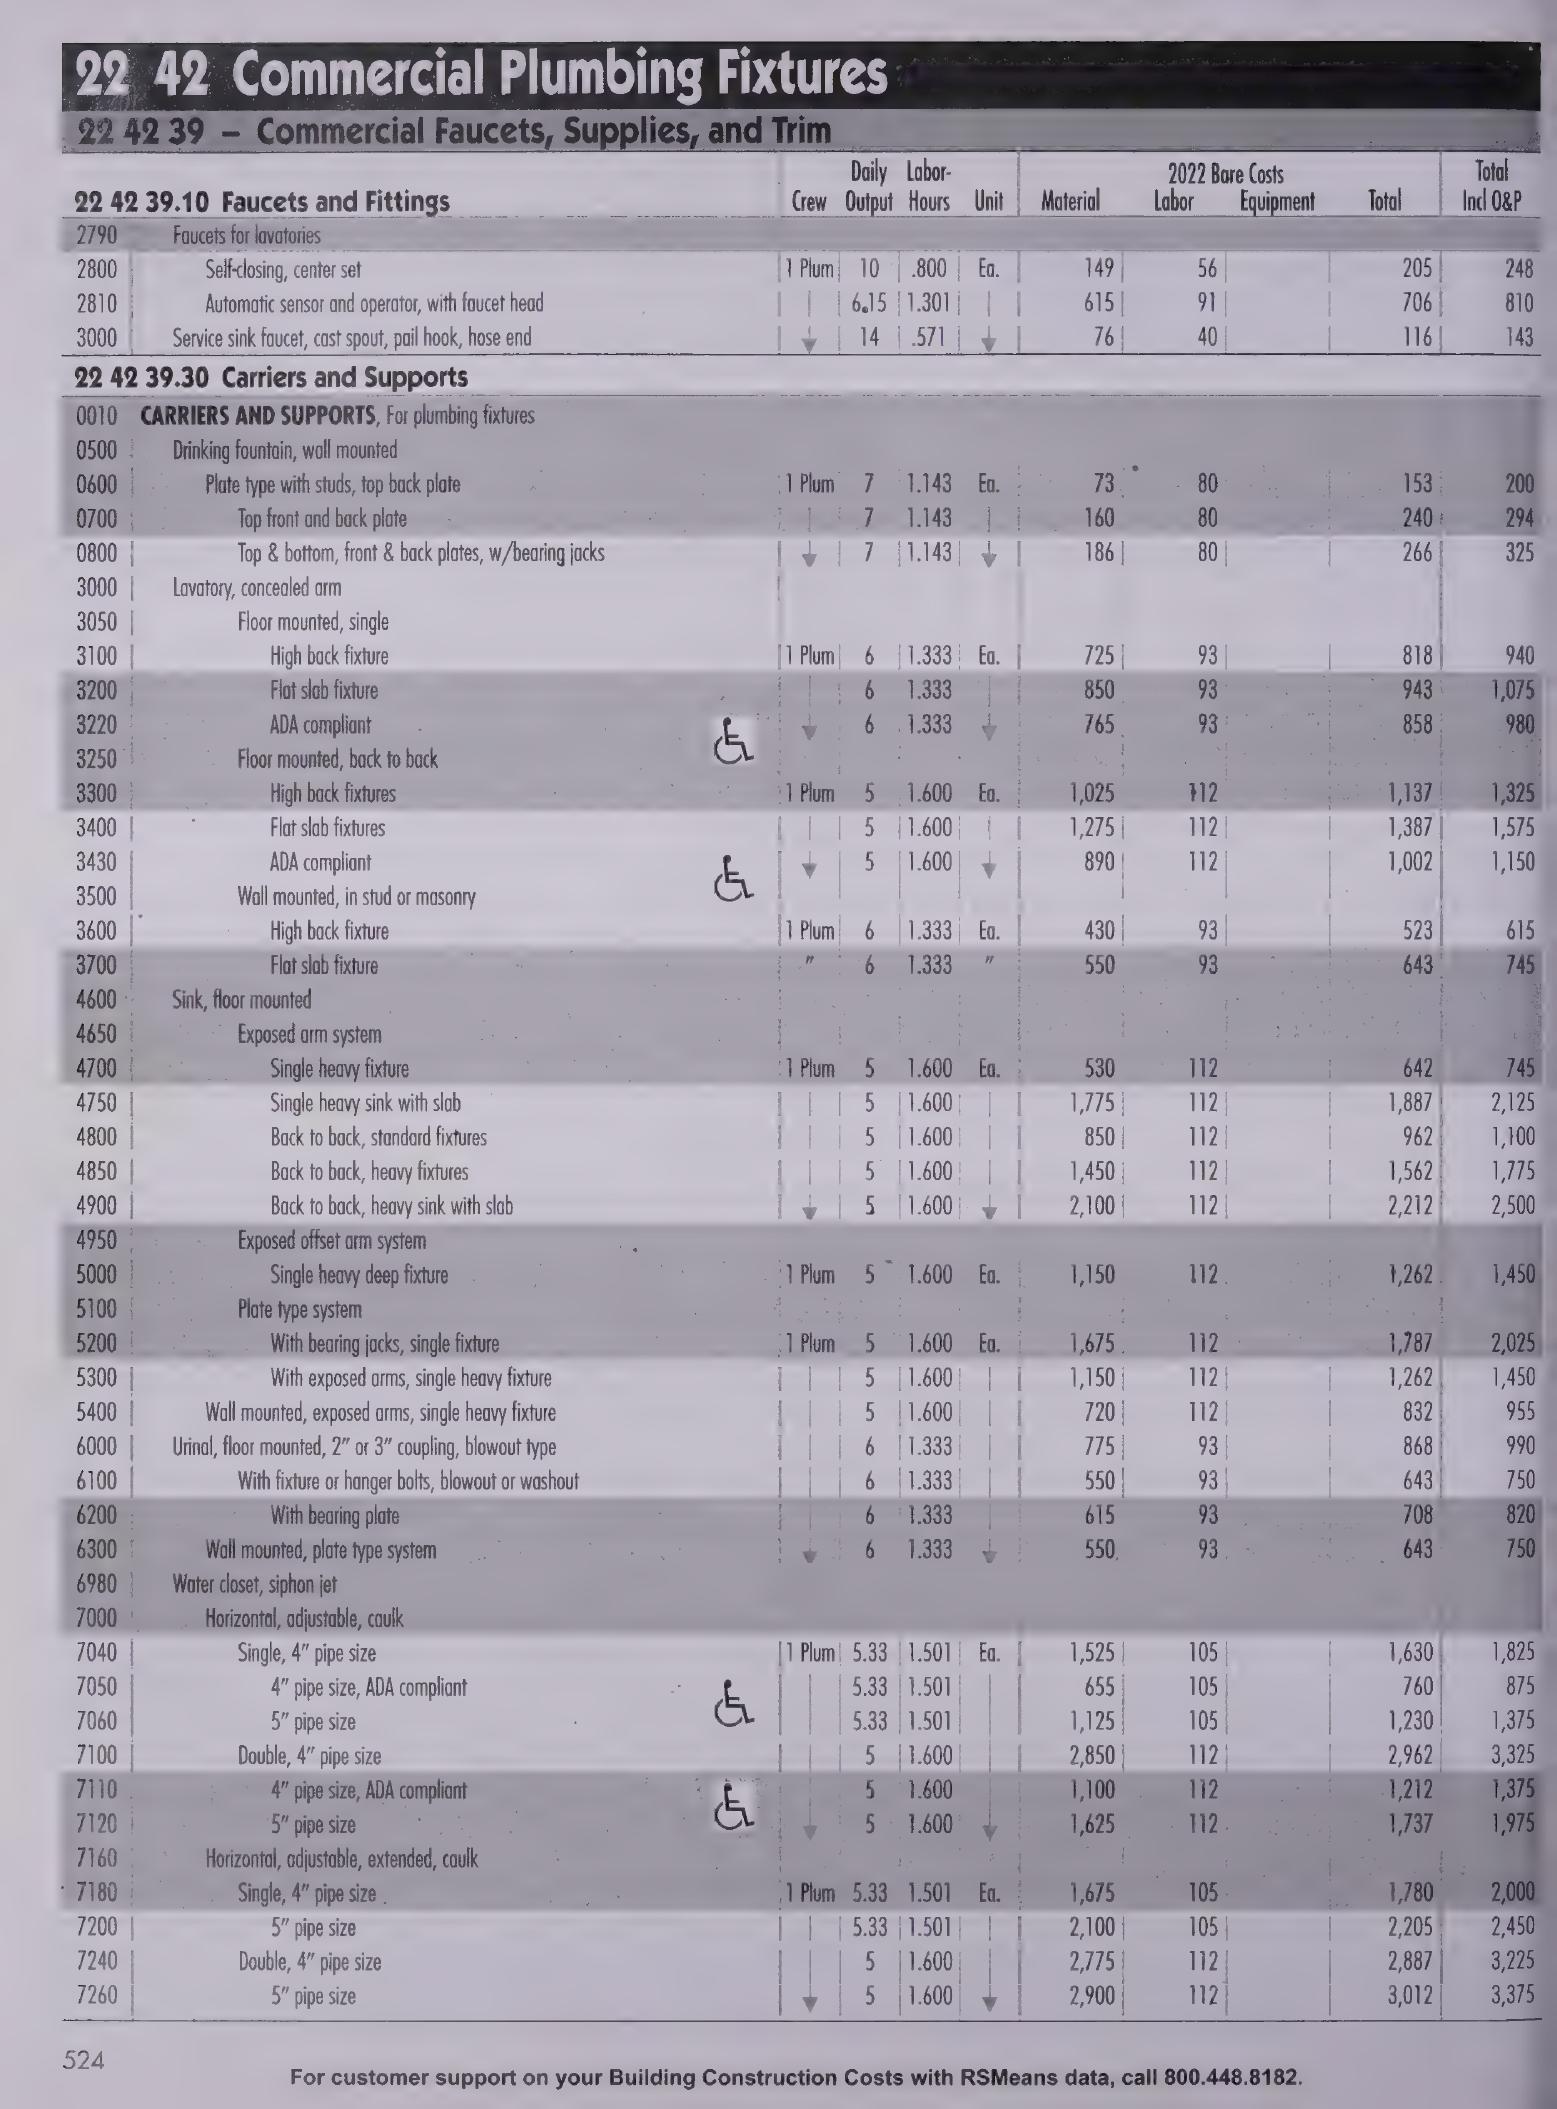 22 42 Commercial Plumbing Fixtures
22 42 39 – Commercial Faucets, Supplies, and Trim
Daily Labor- 2022 Bare Costs Total
22 42 39.10 Faucets and Fittings Crew Output Hours Unit Material Labor Equipment Total Incl O&P
2790 Faucets for lavatories
2800 Self-closing, center set 1 Plum 10 .800 Ea. 149 56 205 248
2810 Automatic sensor and operator, with faucet head 6.15 1.301 615 91 706 810
3000 Service sink faucet, cast spout, pail hook, hose end 14 .571 76 40 116 143
22 42 39.30 Carriers and Supports
0010 CARRIERS AND SUPPORTS, For plumbing fixtures
0500 Drinking fountain, wall mounted
0600 Plate type with studs, top back plate 1 Plum 7 1.143 Ea. 73 80 153 200
0700 Top front and back plate 7 1.143 160 80 240 294
0800 Top & bottom, front & back plates, w/bearing jacks 7 1.143 186 80 266 325
3000 Lavatory, concealed arm
3050 Floor mounted, single
3100 High back fixture 1 Plum 6 1.333 Ea. 725 93 818 940
3200 Flat slab fixture 6 1.333 850 93 943 1,075
3220 ADA compliant 6 1.333 765 93 858 980
3250 Floor mounted, back to back
3300 High back fixtures 1 Plum 5 1.600 Ea. 1,025 112 1,137 1,325
3400 Flat slab fixtures 5 1.600 1,275 112 1,387 1,575
3430 ADA compliant 5 1.600 890 112 1,002 1,150
3500 Wall mounted, in stud or masonry
3600 High back fixture 1 Plum 6 1.333 Ea. 430 93 523 615
3700 Flat slab fixture " 6 1.333 " 550 93 643 745
4600 Sink, floor mounted
4650 Exposed arm system
4700 Single heavy fixture 1 Plum 5 1.600 Ea. 530 112 642 745
4750 Single heavy sink with slab 5 1.600 1,775 112 1,887 2,125
4800 Back to back, standard fixtures 5 1.600 850 112 962 1,100
4850 Back to back, heavy fixtures 5 1.600 1,450 112 1,562 1,775
4900 Back to back, heavy sink with slab 5 1.600 2,100 112 2,212 2,500
4950 Exposed offset arm system
5000 Single heavy deep fixture 1 Plum 5 1.600 Ea. 1,150 112 1,262 1,450
5100 Plate type system
5200 With bearing jacks, single fixture 1 Plum 5 1.600 Ea. 1,675 112 1,787 2,025
5300 With exposed arms, single heavy fixture 5 1.600 1,150 112 1,262 1,450
5400 Wall mounted, exposed arms, single heavy fixture 5 1.600 720 112 832 955
6000 Urinal, floor mounted, 2" or 3" coupling, blowout type 6 1.333 775 93 868 990
6100 With fixture or hanger bolts, blowout or washout 6 1.333 550 93 643 750
6200 With bearing plate 6 1.333 615 93 708 820
6300 Wall mounted, plate type system 6 1.333 550 93 643 750
6980 Water closet, siphon jet
7000 Horizontal, adjustable, caulk
7040 Single, 4" pipe size 1 Plum 5.33 1.501 Ea. 1,525 105 1,630 1,825
7050 4" pipe size, ADA compliant 5.33 1.501 655 105 760 875
7060 5" pipe size 5.33 1.501 1,125 105 1,230 1,375
7100 Double, 4" pipe size 5 1.600 2,850 112 2,962 3,325
7110 4" pipe size, ADA compliant 5 1.600 1,100 112 1,212 1,375
7120 5" pipe size 5 1.600 1,625 112 1,737 1,975
7160 Horizontal, adjustable, extended, caulk
7180 Single, 4" pipe size 1 Plum 5.33 1.501 Ea. 1,675 105 1,780 2,000
7200 5" pipe size 5.33 1.501 2,100 105 2,205 2,450
7240 Double, 4" pipe size 5 1.600 2,775 112 2,887 3,225
7260 5" pipe size 5 1.600 2,900 112 3,012 3,375
524
For customer support on your Building Construction Costs with RSMeans data, call 800.448.8182.